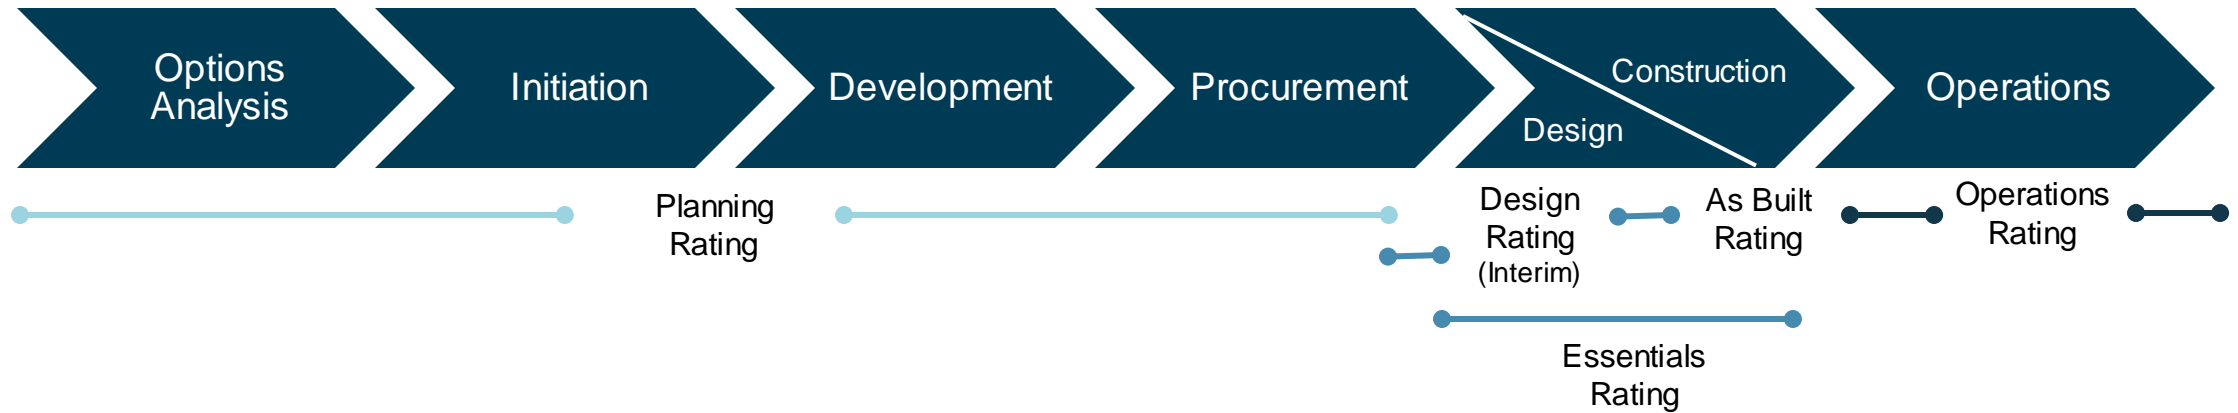 Options
Analysis
Initiation
Development
Procurement
Construction
Design
Operations
Planning
Rating
Design
Rating
(Interim)
As Built
Rating
Operations
Rating
Essentials
Rating